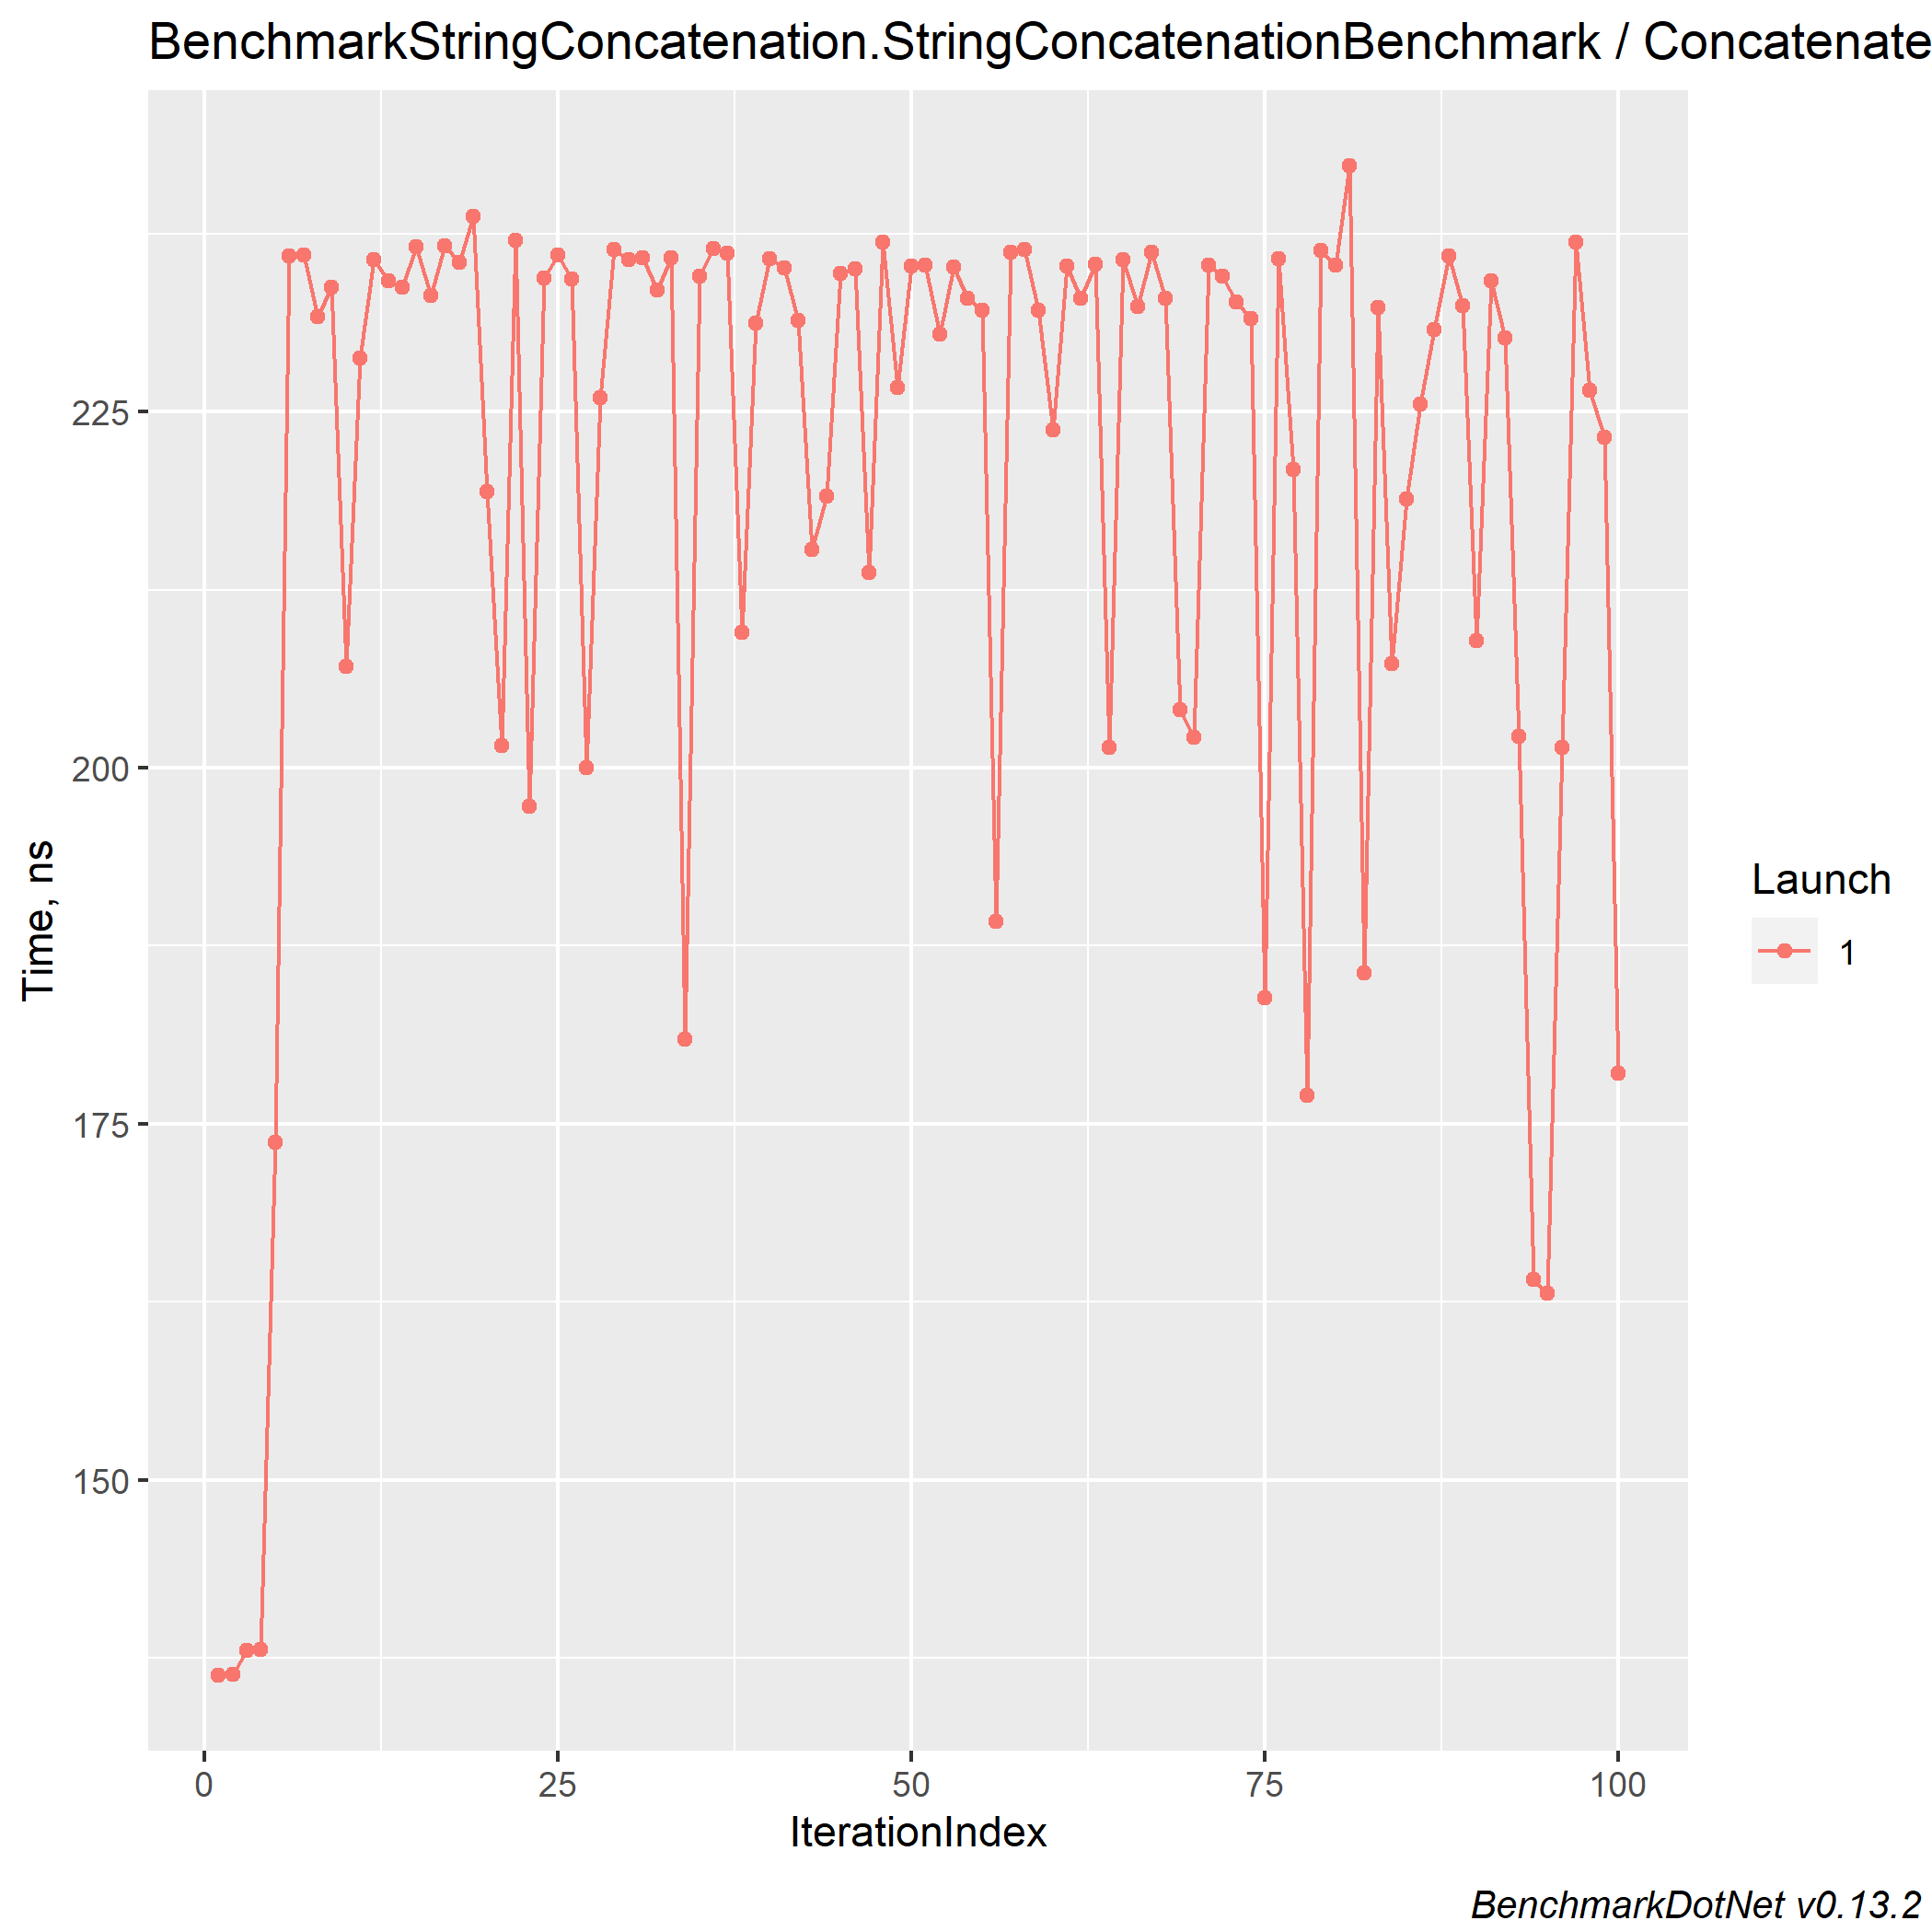 BenchmarkStringConcatenation.StringConcatenationBenchmark / Concatenate
225
200
175
150
Time, ns
0 25 50 75 100
IterationIndex
Launch
1
BenchmarkDotNet v0.13.2